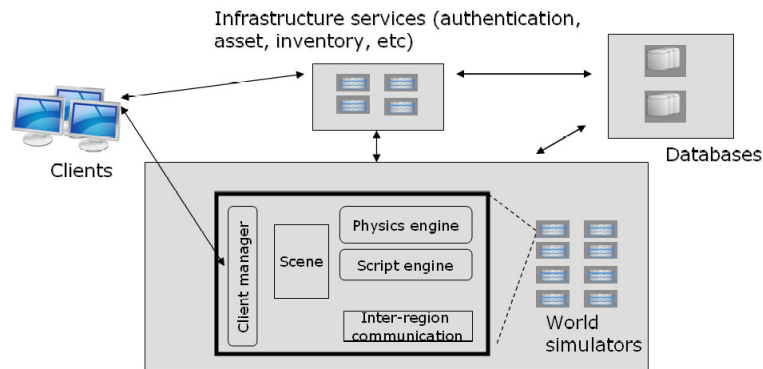 Infrastructure services (authentication,
asset, inventory, etc)
Clients
Databases
Client manager
Scene
Physics engine
Script engine
Inter-region
communication
World
simulators